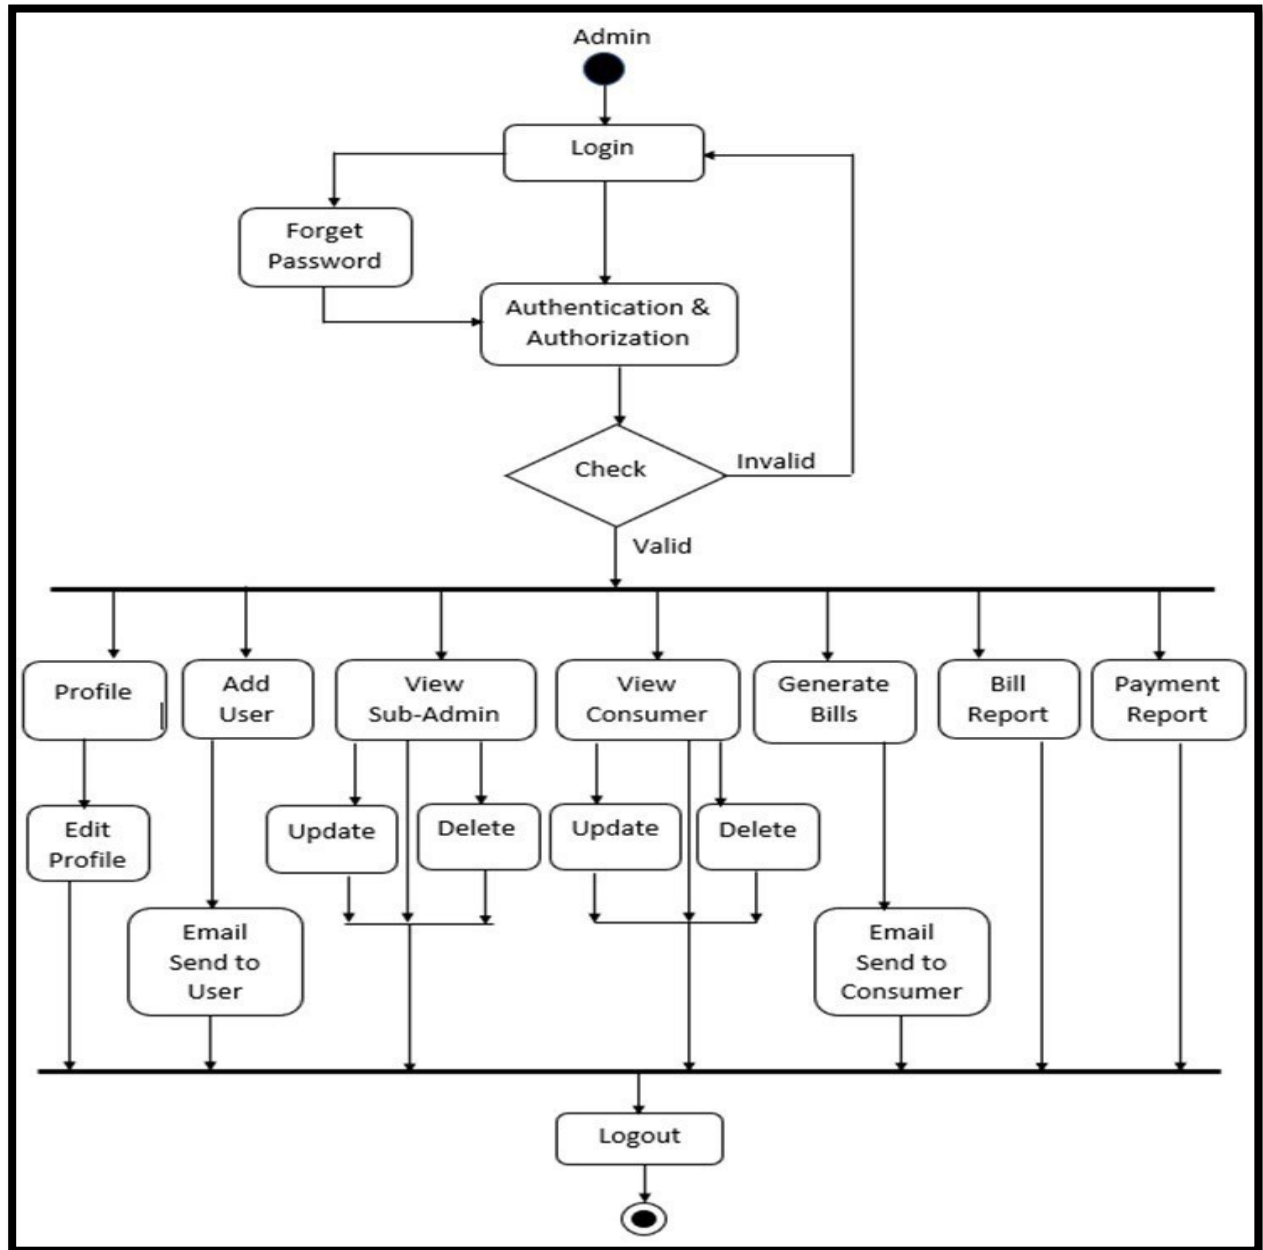 Admin
Login
Forget
Password
Authentication &
Authorization
Check
Invalid
Valid
Profile
Add
User
View
Sub-Admin
View
Consumer
Generate
Bills
Bill
Report
Payment
Report
Edit
Profile
Update
Delete
Update
Delete
Email
Send to
User
Email
Send to
Consumer
Logout